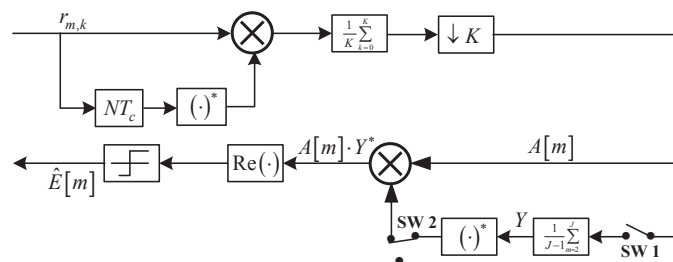 r_{m,k}
\frac{1}{K}\sum_{k=0}^{K}
↓ K
NT_c
(·)^*
Ê[m]
Re(·)
A[m]·Y^*
A[m]
SW 2
(·)^*
Y
\frac{1}{J-1}\sum_{m=2}^{J}
SW 1